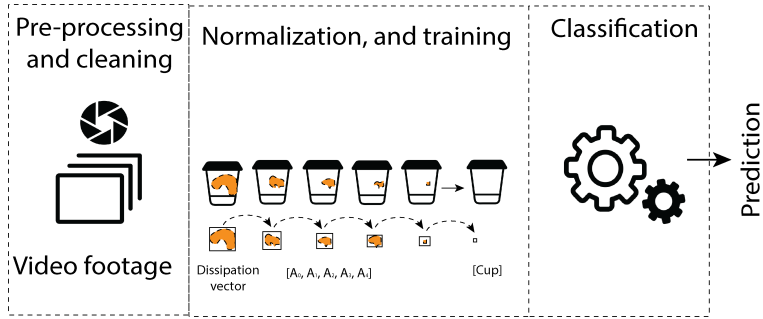 Pre-processing
and cleaning
Video footage
Normalization, and training
Dissipation
vector
[A₀, A₁, A₂, A₃, A₄]
[Cup]
Classification
Prediction